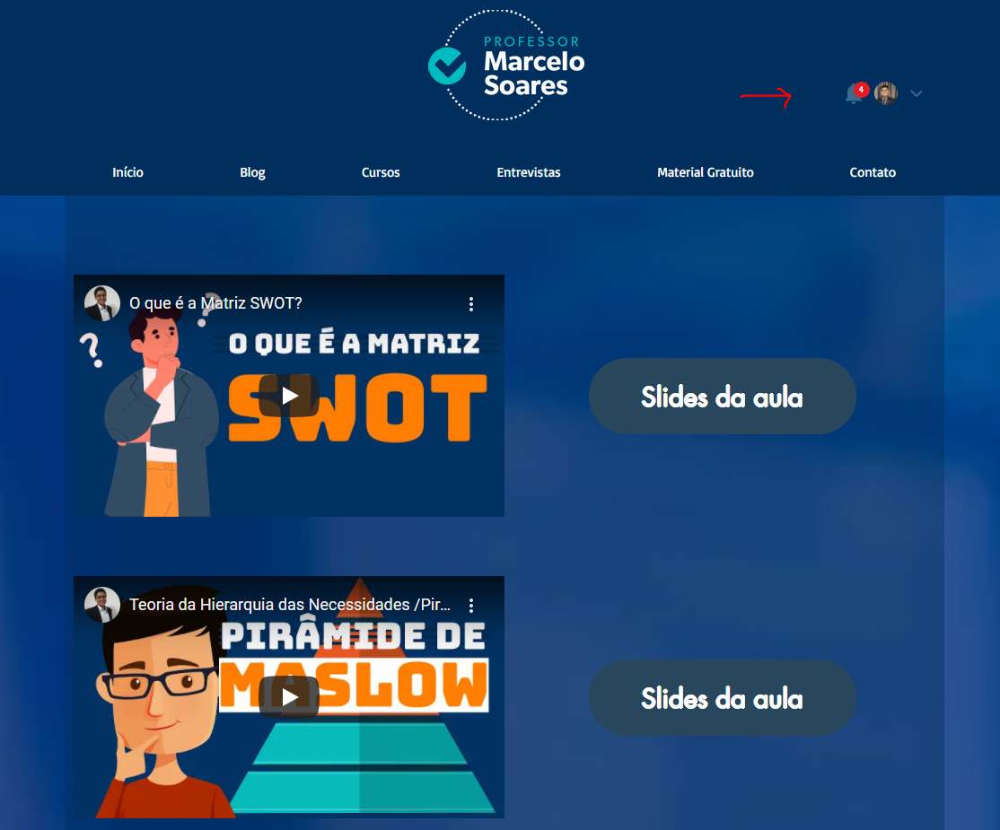 PROFESSOR
Marcelo
Soares
4
Início Blog Cursos Entrevistas Material Gratuito Contato
O que é a Matriz SWOT?
? ?
O QUE É A MATRIZ
SWOT
Slides da aula
Teoria da Hierarquia das Necessidades /Pir...
PIRÂMIDE DE
MASLOW
Slides da aula